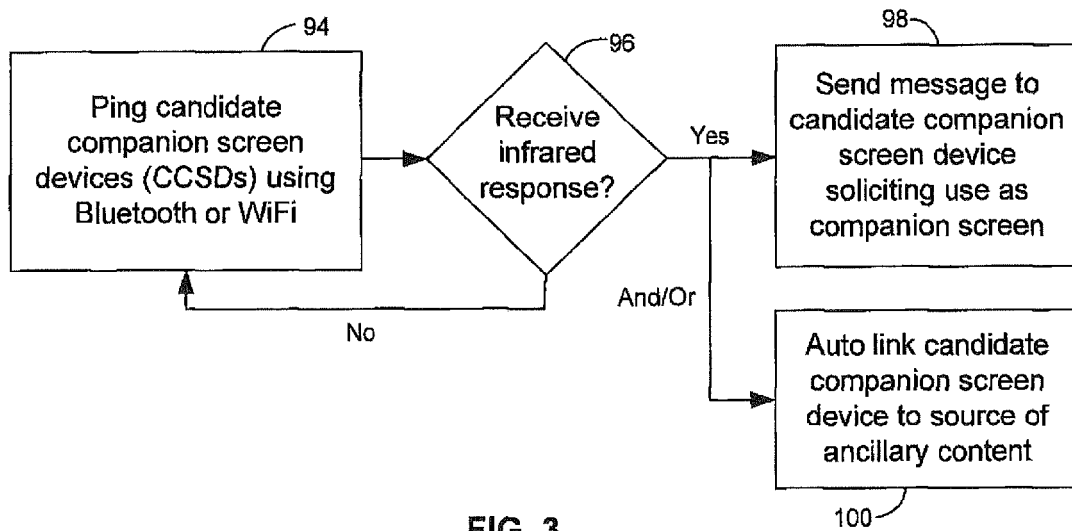 94
Ping candidate
companion screen
devices (CCSDs) using
Bluetooth or WiFi
96
Receive
infrared
response?
Yes
No
And/Or
98
Send message to
candidate companion
screen device
soliciting use as
companion screen
Auto link candidate
companion screen
device to source of
ancillary content
100
FIG. 3